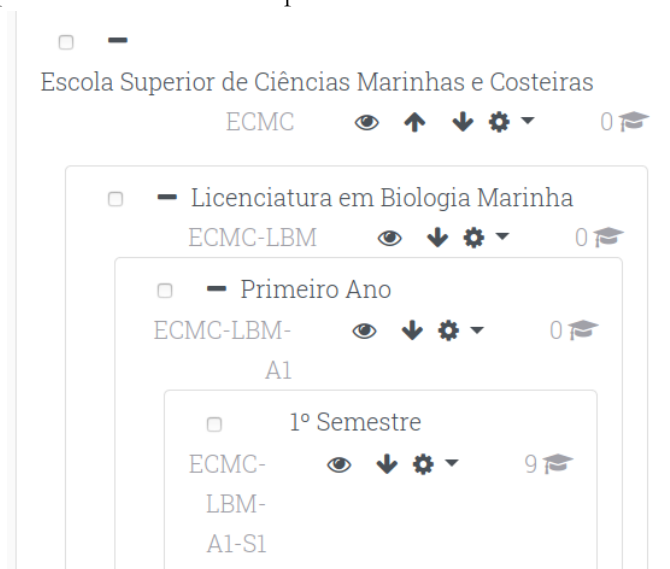 Escola Superior de Ciências Marinhas e Costeiras
ECMC 0
Licenciatura em Biologia Marinha
ECMC-LBM 0
Primeiro Ano
ECMC-LBM- 0
A1
1º Semestre
ECMC- 9
LBM-
A1-S1